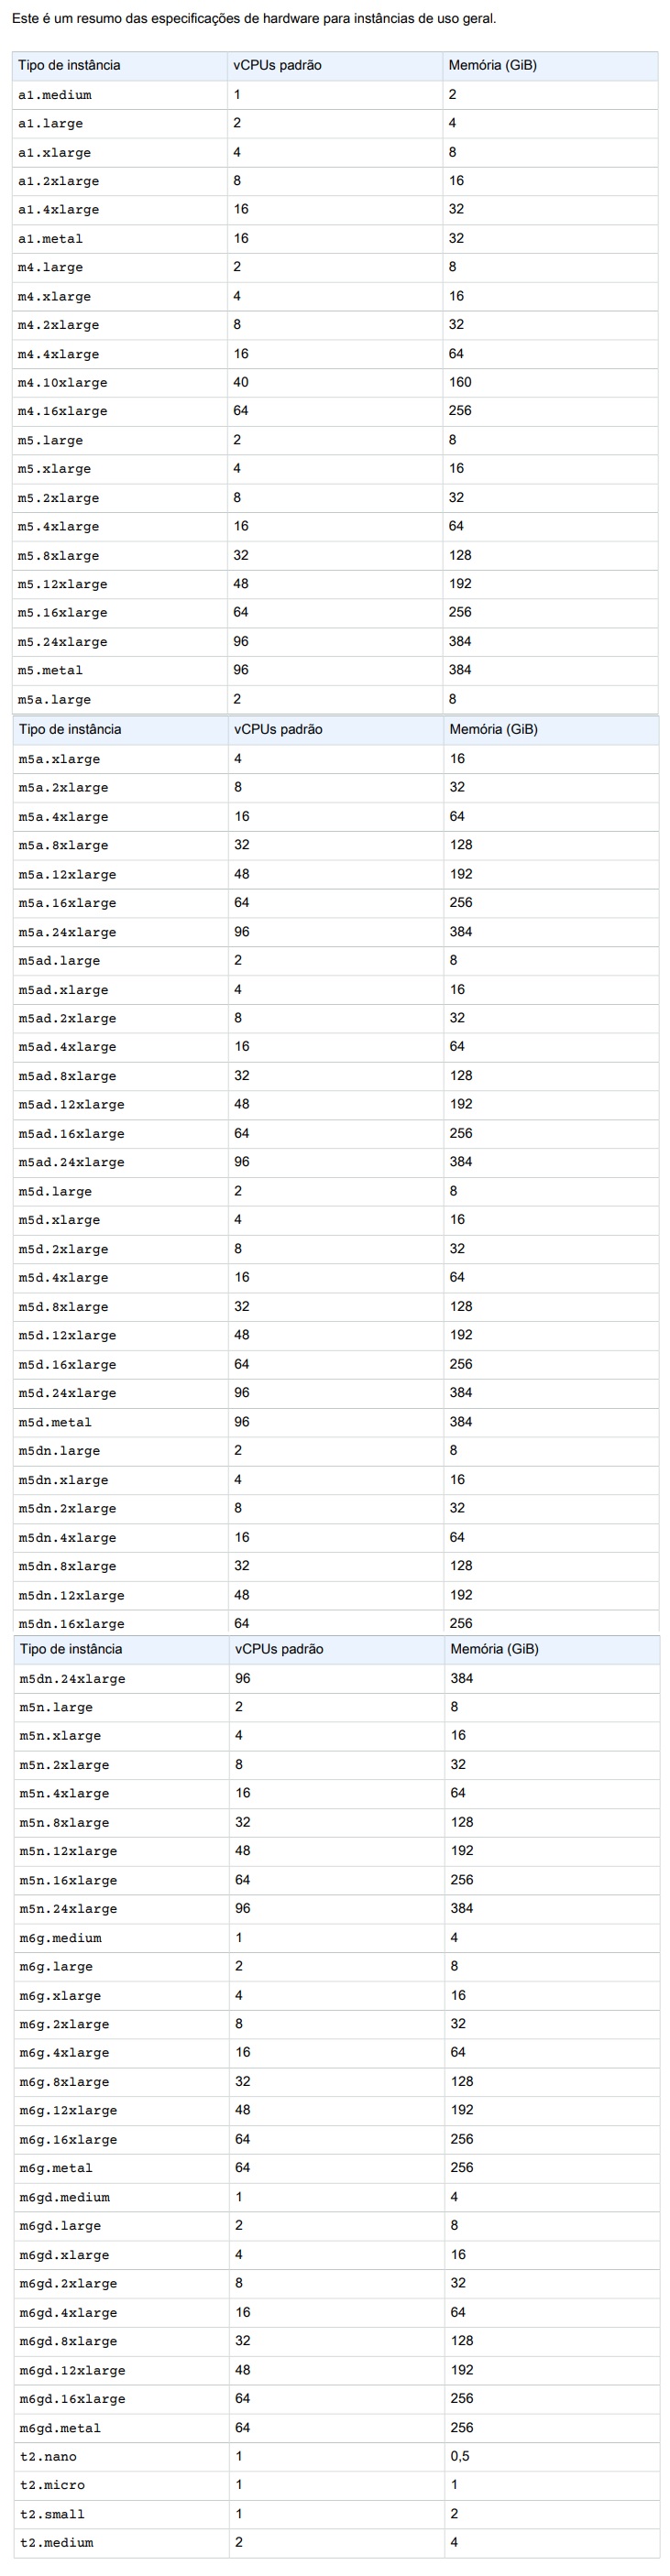 Este é um resumo das especificações de hardware para instâncias de uso geral.
Tipo de instância vCPUs padrão Memória (GiB)
a1.medium 1 2
a1.large 2 4
a1.xlarge 4 8
a1.2xlarge 8 16
a1.4xlarge 16 32
a1.metal 16 32
m4.large 2 8
m4.xlarge 4 16
m4.2xlarge 8 32
m4.4xlarge 16 64
m4.10xlarge 40 160
m4.16xlarge 64 256
m5.large 2 8
m5.xlarge 4 16
m5.2xlarge 8 32
m5.4xlarge 16 64
m5.8xlarge 32 128
m5.12xlarge 48 192
m5.16xlarge 64 256
m5.24xlarge 96 384
m5.metal 96 384
m5a.large 2 8
Tipo de instância vCPUs padrão Memória (GiB)
m5a.xlarge 4 16
m5a.2xlarge 8 32
m5a.4xlarge 16 64
m5a.8xlarge 32 128
m5a.12xlarge 48 192
m5a.16xlarge 64 256
m5a.24xlarge 96 384
m5ad.large 2 8
m5ad.xlarge 4 16
m5ad.2xlarge 8 32
m5ad.4xlarge 16 64
m5ad.8xlarge 32 128
m5ad.12xlarge 48 192
m5ad.16xlarge 64 256
m5ad.24xlarge 96 384
m5d.large 2 8
m5d.xlarge 4 16
m5d.2xlarge 8 32
m5d.4xlarge 16 64
m5d.8xlarge 32 128
m5d.12xlarge 48 192
m5d.16xlarge 64 256
m5d.24xlarge 96 384
m5d.metal 96 384
m5dn.large 2 8
m5dn.xlarge 4 16
m5dn.2xlarge 8 32
m5dn.4xlarge 16 64
m5dn.8xlarge 32 128
m5dn.12xlarge 48 192
m5dn.16xlarge 64 256
Tipo de instância vCPUs padrão Memória (GiB)
m5dn.24xlarge 96 384
m5n.large 2 8
m5n.xlarge 4 16
m5n.2xlarge 8 32
m5n.4xlarge 16 64
m5n.8xlarge 32 128
m5n.12xlarge 48 192
m5n.16xlarge 64 256
m5n.24xlarge 96 384
m6g.medium 1 4
m6g.large 2 8
m6g.xlarge 4 16
m6g.2xlarge 8 32
m6g.4xlarge 16 64
m6g.8xlarge 32 128
m6g.12xlarge 48 192
m6g.16xlarge 64 256
m6g.metal 64 256
m6gd.medium 1 4
m6gd.large 2 8
m6gd.xlarge 4 16
m6gd.2xlarge 8 32
m6gd.4xlarge 16 64
m6gd.8xlarge 32 128
m6gd.12xlarge 48 192
m6gd.16xlarge 64 256
m6gd.metal 64 256
t2.nano 1 0,5
t2.micro 1 1
t2.small 1 2
t2.medium 2 4